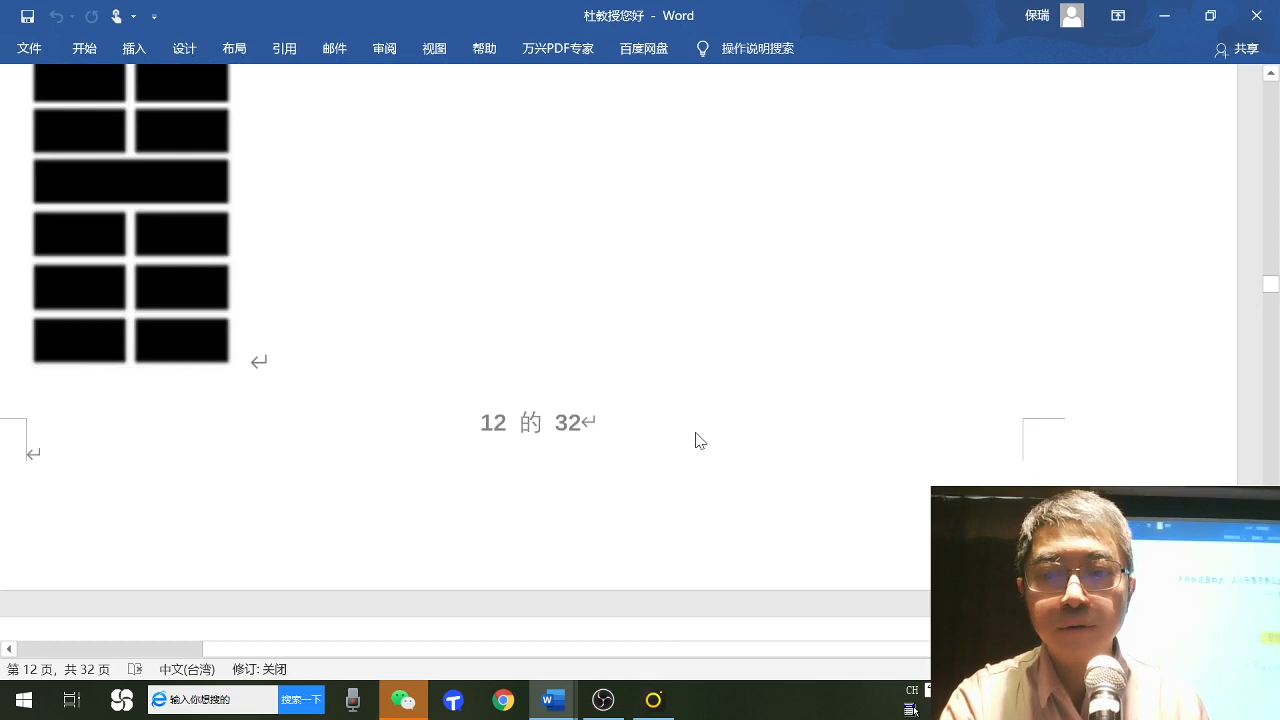 杜教授您好 - Word
保瑞
文件 开始 插入 设计 布局 引用 邮件 审阅 视图 帮助 万兴PDF专家 百度网盘 操作说明搜索 共享
12 的 32
第 12 页，共 32 页 中文(台湾) 修订: 关闭
输入你想搜的 搜索一下
CH